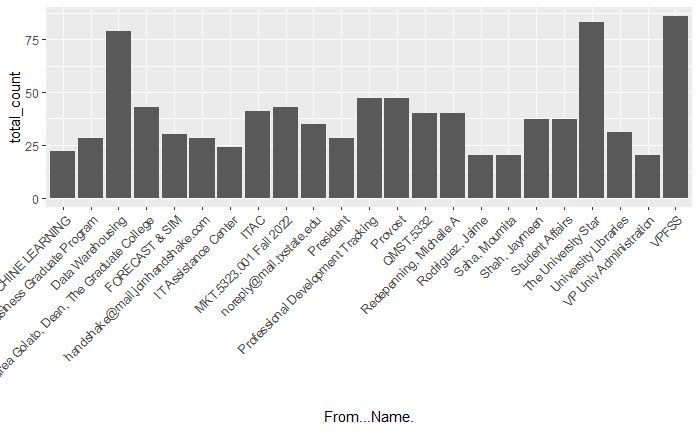 total_count
75
50
25
0
CHINE LEARNING
usiness Graduate Program
Data Warehousing
rea Golato, Dean, The Graduate College
FORECAST & SIM
handshake@mail.joinhandshake.com
IT Assistance Center
ITAC
MKT.5323.001 Fall 2022
noreply@mail.txstate.edu
President
Professional Development Tracking
Provost
QMST.5332
Redepenning, Michelle A
Rodriguez, Jaime
Saha, Moumita
Shah, Jaymeen
Student Affairs
The University Star
University Libraries
VP Univ Administration
VPFSS
From...Name.